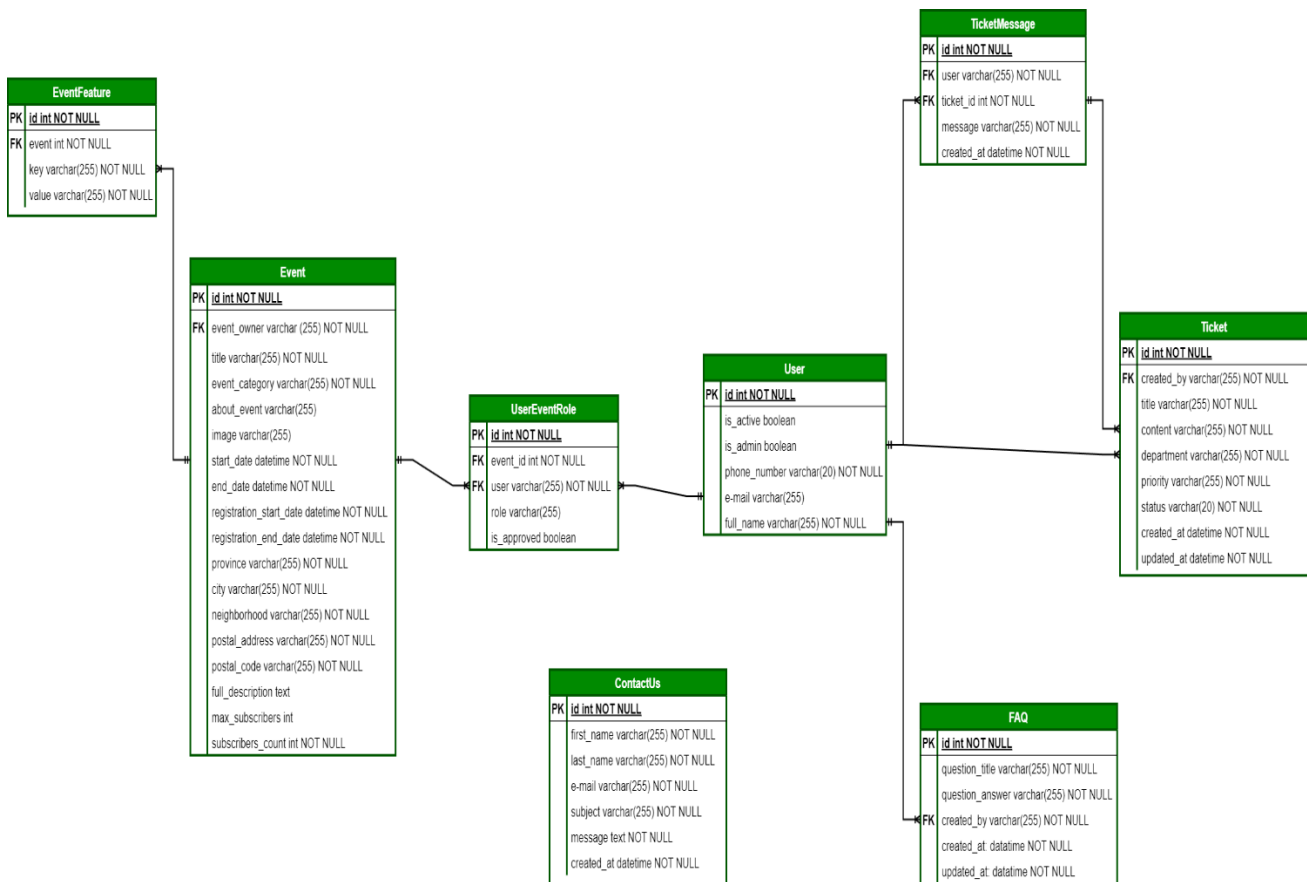 TicketMessage
PK id int NOT NULL
FK user varchar(255) NOT NULL
FK ticket_id int NOT NULL
message varchar(255) NOT NULL
created_at datetime NOT NULL
EventFeature
PK id int NOT NULL
FK event int NOT NULL
key varchar(255) NOT NULL
value varchar(255) NOT NULL
Event
PK id int NOT NULL
FK event_owner varchar (255) NOT NULL
title varchar(255) NOT NULL
event_category varchar(255) NOT NULL
about_event varchar(255)
image varchar(255)
start_date datetime NOT NULL
end_date datetime NOT NULL
registration_start_date datetime NOT NULL
registration_end_date datetime NOT NULL
province varchar(255) NOT NULL
city varchar(255) NOT NULL
neighborhood varchar(255) NOT NULL
postal_address varchar(255) NOT NULL
postal_code varchar(255) NOT NULL
full_description text
max_subscribers int
subscribers_count int NOT NULL
UserEventRole
PK id int NOT NULL
FK event_id int NOT NULL
FK user varchar(255) NOT NULL
role varchar(255)
is_approved boolean
User
PK id int NOT NULL
is_active boolean
is_admin boolean
phone_number varchar(20) NOT NULL
e-mail varchar(255)
full_name varchar(255) NOT NULL
Ticket
PK id int NOT NULL
FK created_by varchar(255) NOT NULL
title varchar(255) NOT NULL
content varchar(255) NOT NULL
department varchar(255) NOT NULL
priority varchar(255) NOT NULL
status varchar(20) NOT NULL
created_at datetime NOT NULL
updated_at datetime NOT NULL
ContactUs
PK id int NOT NULL
first_name varchar(255) NOT NULL
last_name varchar(255) NOT NULL
e-mail varchar(255) NOT NULL
subject varchar(255) NOT NULL
message text NOT NULL
created_at datetime NOT NULL
FAQ
PK id int NOT NULL
question_title varchar(255) NOT NULL
question_answer varchar(255) NOT NULL
FK created_by varchar(255) NOT NULL
created_at: datatime NOT NULL
updated_at: datatime NOT NULL